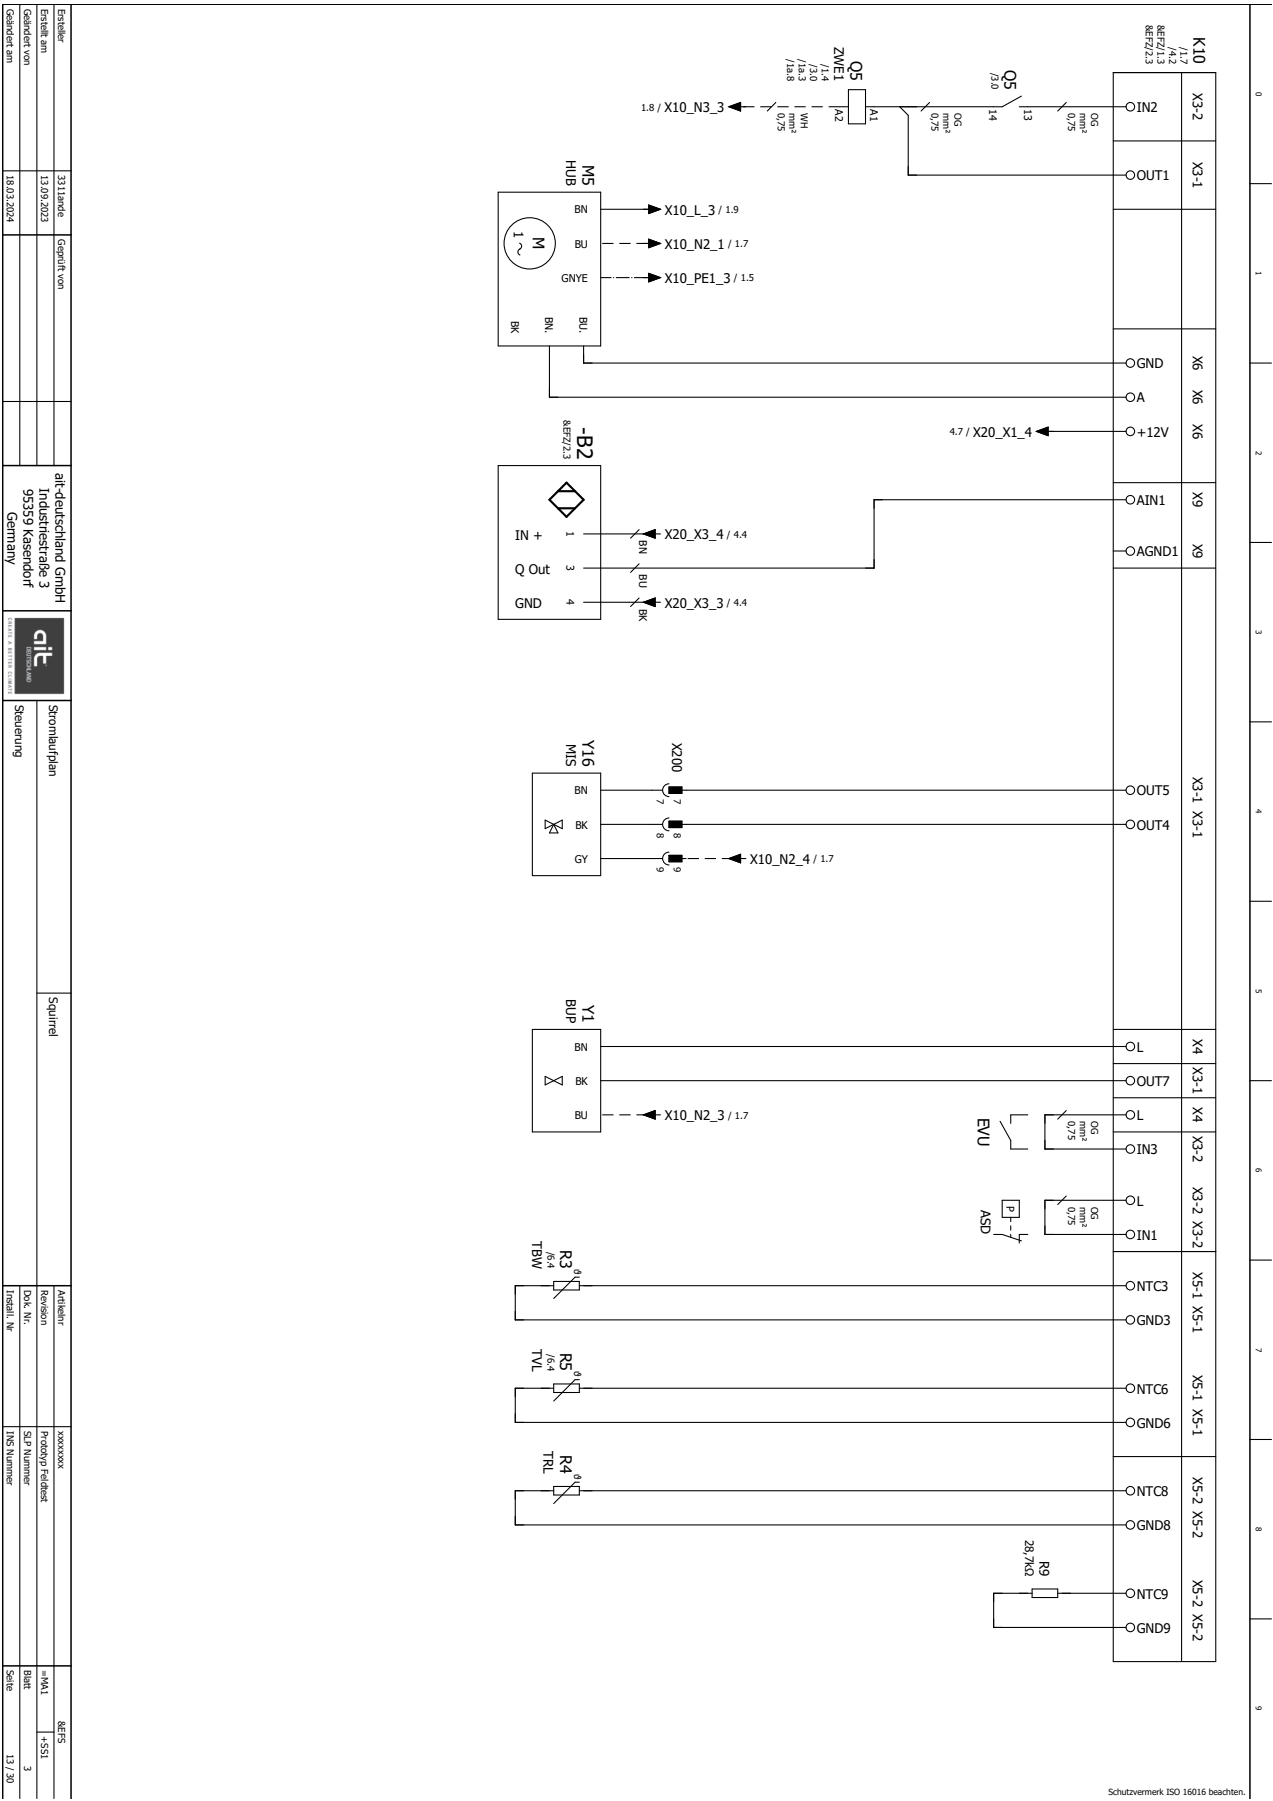 0
1
2
3
4
5
6
7
8
9
K10
/1.7
/4.2
&EFZ/1.3
&EFZ/2.3
X3-2
X3-1
X6
X6
X6
X9
X9
X3-1
X3-1
X4
X3-1
X4
X3-2
X3-2
X3-2
X5-1
X5-1
X5-1
X5-1
X5-2
X5-2
X5-2
X5-2
IN2
OUT1
GND
A
+12V
AIN1
AGND1
OUT5
OUT4
L
OUT7
L
IN3
L
IN1
NTC3
GND3
NTC6
GND6
NTC8
GND8
NTC9
GND9
OG
mm²
0,75
Q5
/3.0
13
14
OG
mm²
0,75
Q5
ZWE1
/1.4
/3.0
/1a.3
/1a.8
A1
A2
WH
mm²
0,75
1.8 / X10_N3_3
M5
HUB
BN
BU
GNYE
M
1 ~
BU.
BN.
BK
X10_L_3 / 1.9
X10_N2_1 / 1.7
X10_PE1_3 / 1.5
4.7 / X20_X1_4
-B2
&EFZ/2.3
IN +
1
Q Out
3
GND
4
BN
BU
BK
X20_X3_4 / 4.4
X20_X3_3 / 4.4
Y16
MIS
BN
BK
GY
X200
7
7
8
8
9
9
X10_N2_4 / 1.7
Y1
BUP
BN
BK
BU
X10_N2_3 / 1.7
OG
mm²
0,75
EVU
OG
mm²
0,75
P
ASD
R3
/6.4
TBW
ϑ
R5
/6.4
TVL
ϑ
R4
TRL
ϑ
R9
28,7kΩ
Ersteller
3311ande
Geprüft von
Erstellt am
13.09.2023
Geändert von
Geändert am
18.03.2024
ait-deutschland GmbH
Industriestraße 3
95359 Kasendorf
Germany
ait
DEUTSCHLAND
CREATE A BETTER CLIMATE
Stromlaufplan
Squirrel
Steuerung
Artikelnr
xxxxxxxx
Revision
Prototyp Feldtest
Dok. Nr.
SLP Nummer
Install. Nr
INS Nummer
&EFS
=MA1
+SS1
Blatt
3
Seite
13 / 30
Schutzvermerk ISO 16016 beachten.